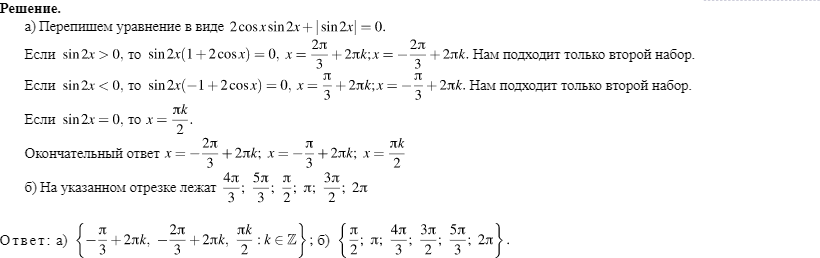 Решение.
а) Перепишем уравнение в виде 2cos x sin 2x + |sin 2x| = 0.
Если sin 2x > 0, то sin 2x(1 + 2cos x) = 0, x = 2π/3 + 2πk; x = −2π/3 + 2πk. Нам подходит только второй набор.
Если sin 2x < 0, то sin 2x(−1 + 2cos x) = 0, x = π/3 + 2πk; x = −π/3 + 2πk. Нам подходит только второй набор.
Если sin 2x = 0, то x = πk/2.
Окончательный ответ x = −2π/3 + 2πk; x = −π/3 + 2πk; x = πk/2
б) На указанном отрезке лежат 4π/3; 5π/3; π/2; π; 3π/2; 2π
Ответ: а) {−π/3 + 2πk, −2π/3 + 2πk, πk/2 : k ∈ ℤ}; б) {π/2; π; 4π/3; 3π/2; 5π/3; 2π}.